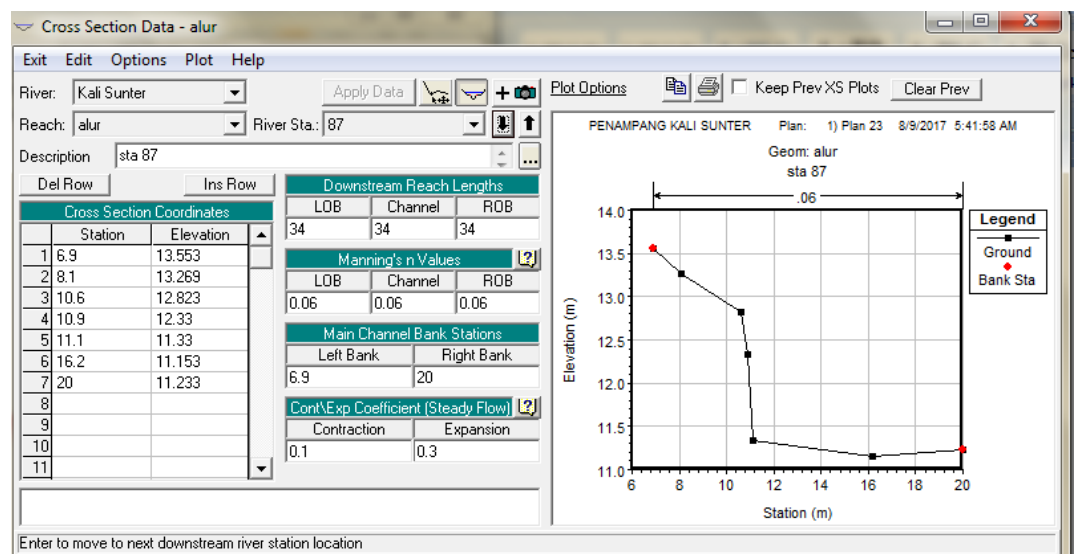 Cross Section Data - alur
Exit Edit Options Plot Help
River: Kali Sunter Apply Data Plot Options Keep Prev XS Plots Clear Prev
Reach: alur River Sta.: 87
Description sta 87 ...
Del Row Ins Row
Cross Section Coordinates
Station Elevation
1 6.9 13.553
2 8.1 13.269
3 10.6 12.823
4 10.9 12.33
5 11.1 11.33
6 16.2 11.153
7 20 11.233
8
9
10
11
Downstream Reach Lengths
LOB Channel ROB
34 34 34
Manning's n Values ?
LOB Channel ROB
0.06 0.06 0.06
Main Channel Bank Stations
Left Bank Right Bank
6.9 20
Cont\Exp Coefficient (Steady Flow) ?
Contraction Expansion
0.1 0.3
PENAMPANG KALI SUNTER Plan: 1) Plan 23 8/9/2017 5:41:58 AM
Geom: alur
sta 87
.06
14.0
13.5
13.0
12.5
12.0
11.5
11.0
Elevation (m)
6 8 10 12 14 16 18 20
Station (m)
Legend
Ground
Bank Sta
Enter to move to next downstream river station location